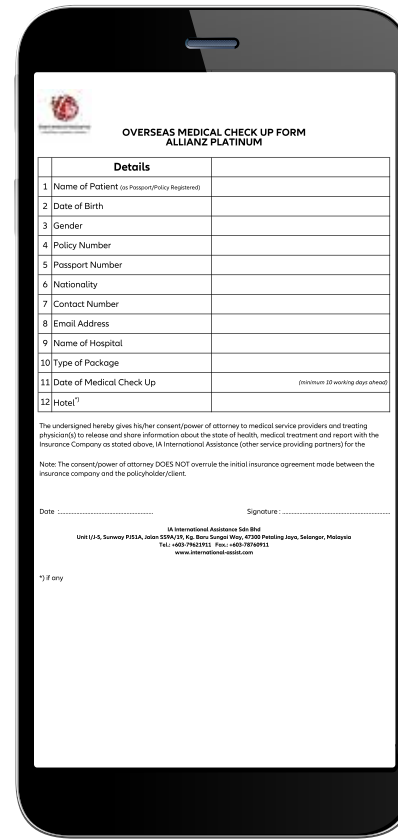 OVERSEAS MEDICAL CHECK UP FORM
ALLIANZ PLATINUM
Details
1 Name of Patient (as Passport/Policy Registered)
2 Date of Birth
3 Gender
4 Policy Number
5 Passport Number
6 Nationality
7 Contact Number
8 Email Address
9 Name of Hospital
10 Type of Package
11 Date of Medical Check Up (minimum 10 working days ahead)
12 Hotel*)
The undersigned hereby gives his/her consent/power of attorney to medical service providers and treating
physician(s) to release and share information about the state of health, medical treatment and report with the
Insurance Company as stated above, IA International Assistance (other service providing partners) for the
Note: The consent/power of attorney DOES NOT overrule the initial insurance agreement made between the
insurance company and the policyholder/client.
Date :.................................................... Signature : ....................................................
IA International Assistance Sdn Bhd
Unit I/J-5, Sunway PJ51A, Jalan SS9A/19, Kg. Baru Sungai Way, 47300 Petaling Jaya, Selangor, Malaysia
Tel.: +603-79621911 Fax.: +603-78760911
www.international-assist.com
*) if any